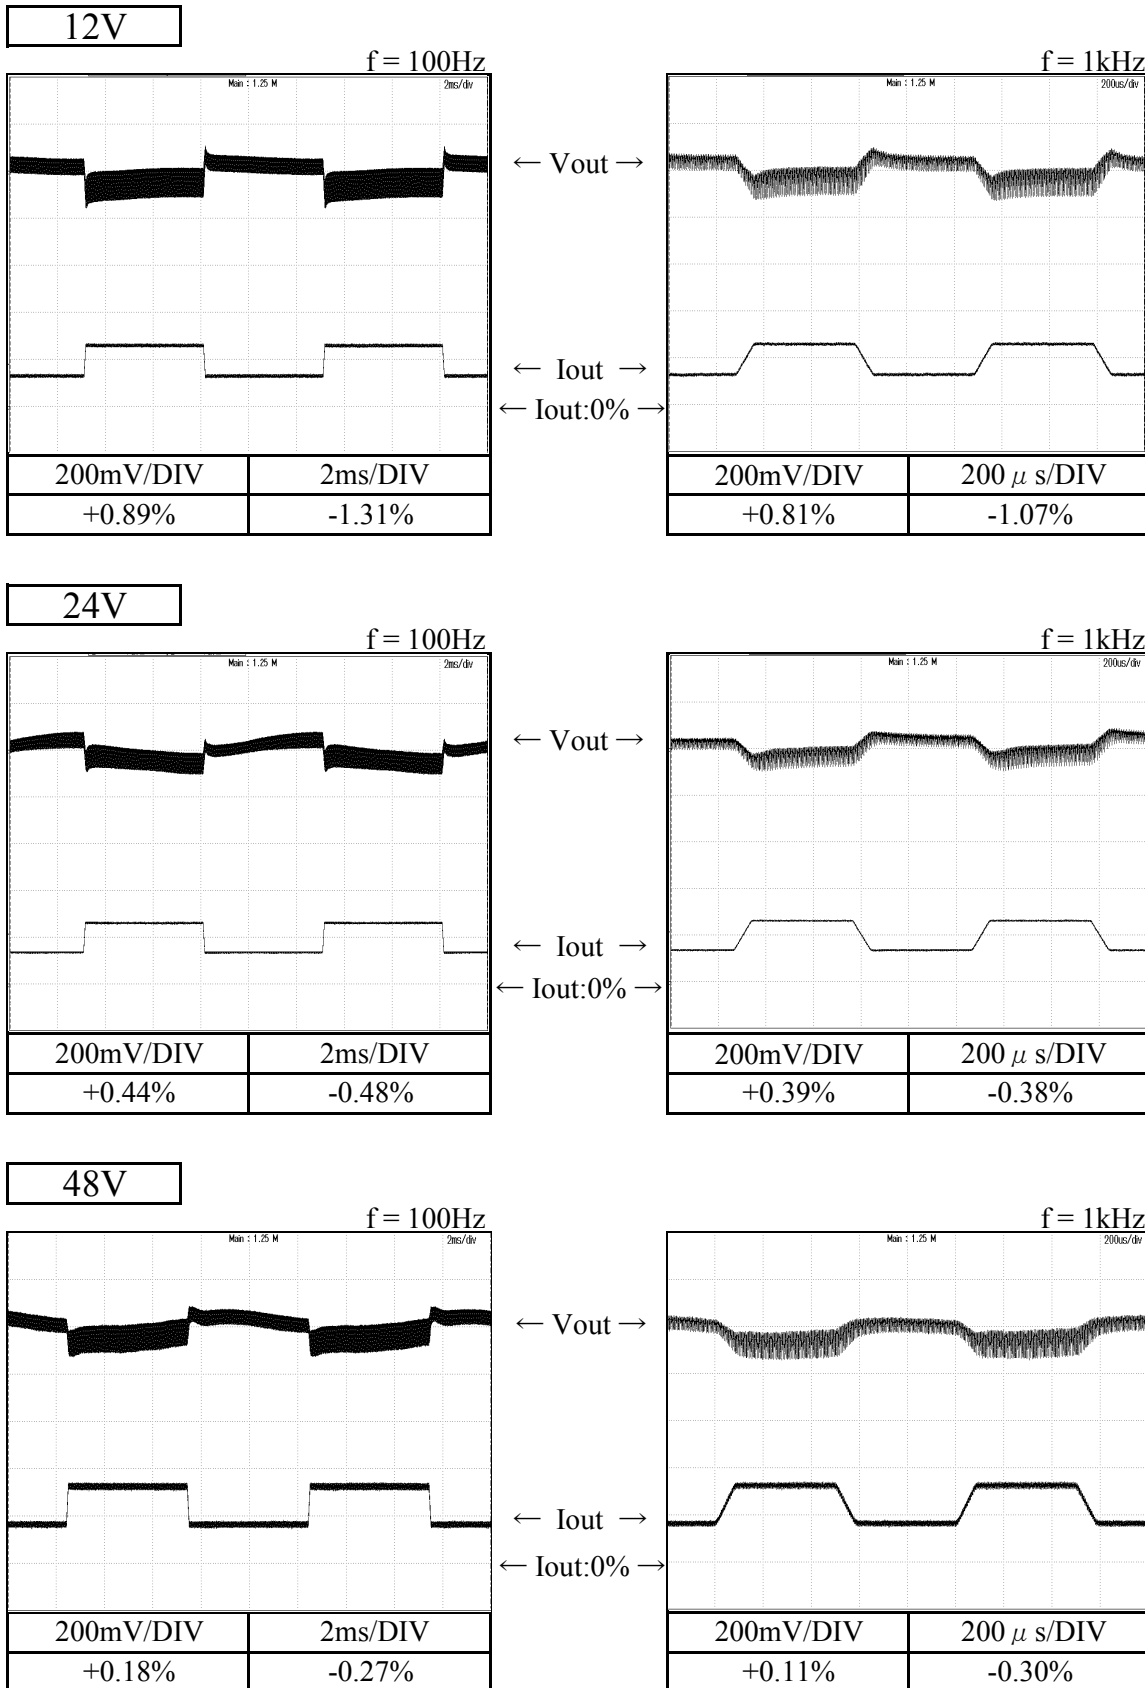 12V
f = 100Hz f = 1kHz
Main : 1.25 M 2ms/div Main : 1.25 M 200us/div
← Vout →
← Iout →
← Iout:0% →
200mV/DIV 2ms/DIV 200mV/DIV 200 μ s/DIV
+0.89% -1.31% +0.81% -1.07%
24V
f = 100Hz f = 1kHz
Main : 1.25 M 2ms/div Main : 1.25 M 200us/div
← Vout →
← Iout →
← Iout:0% →
200mV/DIV 2ms/DIV 200mV/DIV 200 μ s/DIV
+0.44% -0.48% +0.39% -0.38%
48V
f = 100Hz f = 1kHz
Main : 1.25 M 2ms/div Main : 1.25 M 200us/div
← Vout →
← Iout →
← Iout:0% →
200mV/DIV 2ms/DIV 200mV/DIV 200 μ s/DIV
+0.18% -0.27% +0.11% -0.30%